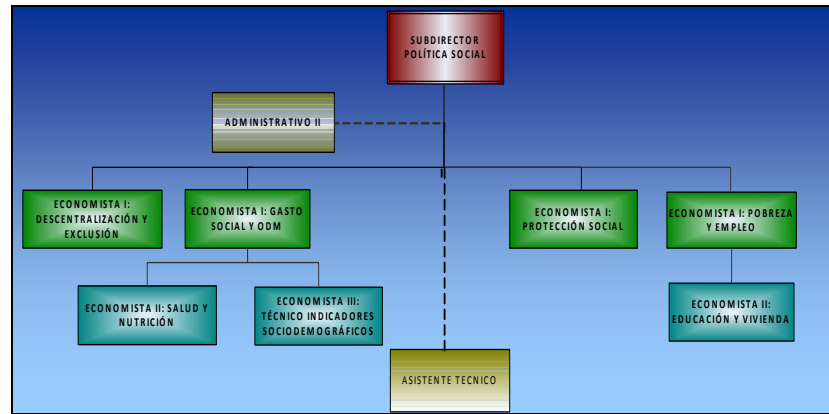 SUBDIRECTOR
POLÍTICA SOCIAL
ADMINISTRATIVO II
ECONOMISTA I:
DESCENTRALIZACIÓN Y
EXCLUSIÓN
ECONOMISTA I: GASTO
SOCIAL Y ODM
ECONOMISTA I:
PROTECCIÓN SOCIAL
ECONOMISTA I: POBREZA
Y EMPLEO
ECONOMISTA II: SALUD Y
NUTRICIÓN
ECONOMISTA III:
TÉCNICO INDICADORES
SOCIODEMOGRÁFICOS
ECONOMISTA II:
EDUCACIÓN Y VIVIENDA
ASISTENTE TECNICO